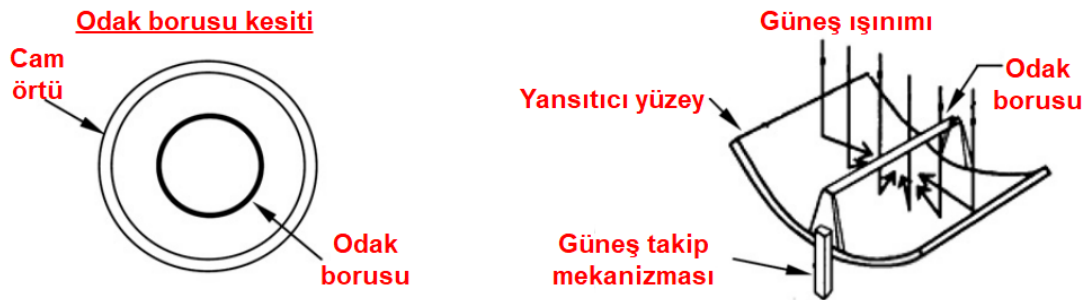 Odak borusu kesiti
Cam
örtü
Odak
borusu
Güneş ışınımı
Odak
borusu
Yansıtıcı yüzey
Güneş takip
mekanizması